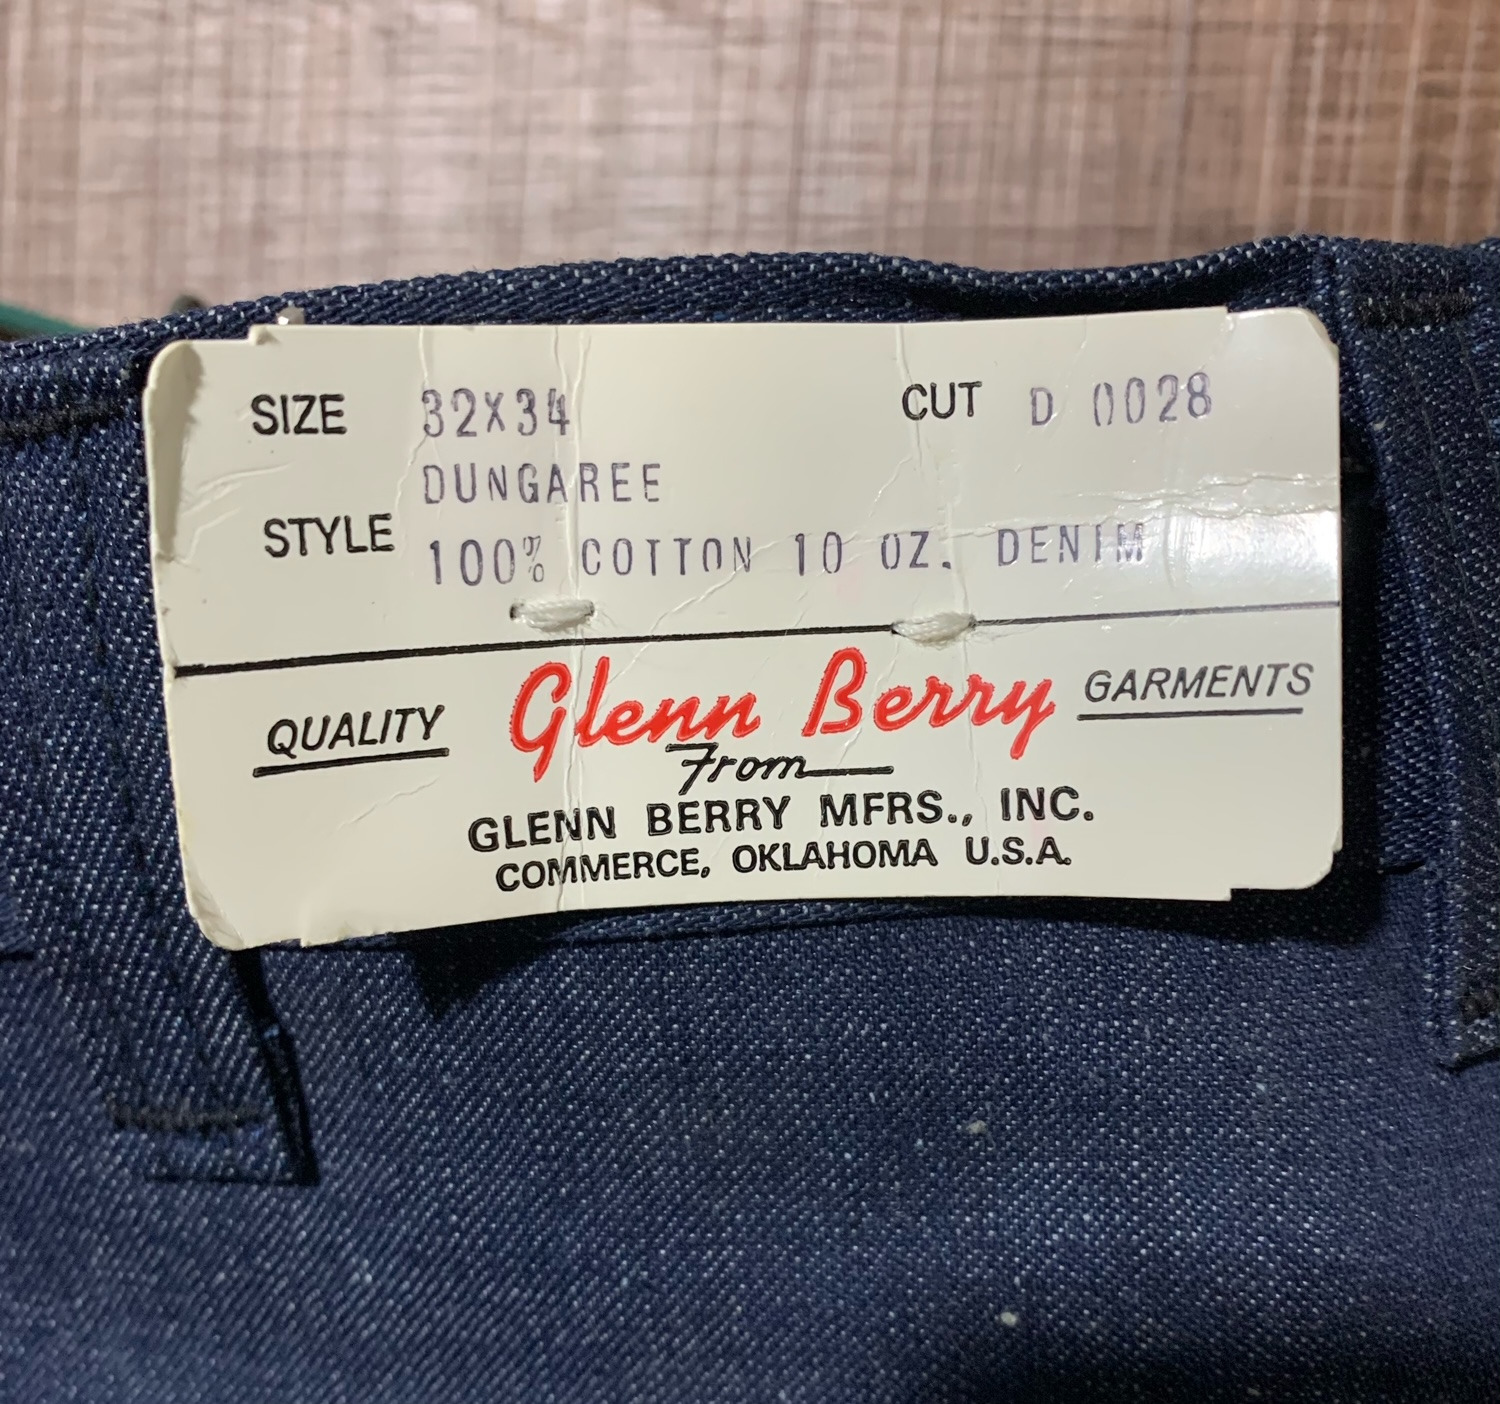 SIZE 32X34 CUT D 0028
DUNGAREE
STYLE 100% COTTON 10 OZ. DENIM
QUALITY Glenn Berry GARMENTS
From
GLENN BERRY MFRS., INC.
COMMERCE, OKLAHOMA U.S.A.